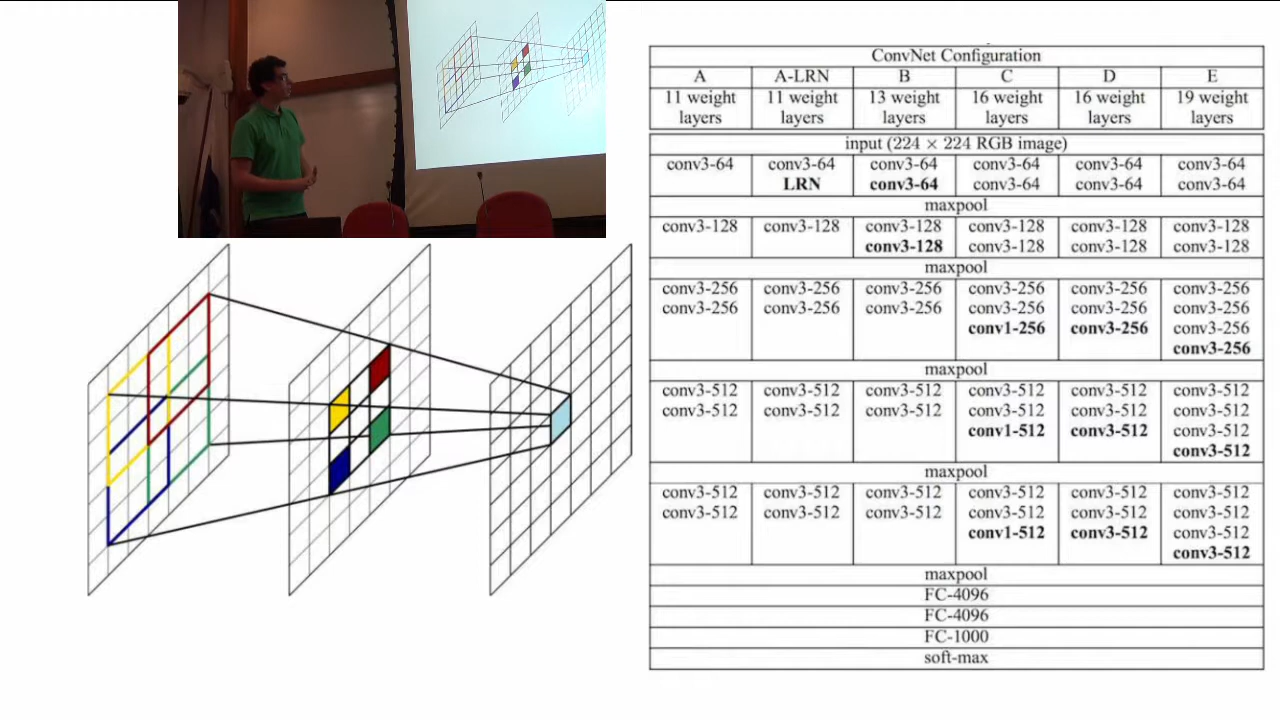 ConvNet Configuration
A A-LRN B C D E
11 weight layers 11 weight layers 13 weight layers 16 weight layers 16 weight layers 19 weight layers
input (224 × 224 RGB image)
conv3-64 conv3-64 conv3-64 conv3-64 conv3-64 conv3-64
LRN conv3-64 conv3-64 conv3-64 conv3-64
maxpool
conv3-128 conv3-128 conv3-128 conv3-128 conv3-128 conv3-128
conv3-128 conv3-128 conv3-128 conv3-128
maxpool
conv3-256 conv3-256 conv3-256 conv3-256 conv3-256 conv3-256
conv3-256 conv3-256 conv3-256 conv3-256 conv3-256 conv3-256
conv1-256 conv3-256 conv3-256
conv3-256
maxpool
conv3-512 conv3-512 conv3-512 conv3-512 conv3-512 conv3-512
conv3-512 conv3-512 conv3-512 conv3-512 conv3-512 conv3-512
conv1-512 conv3-512 conv3-512
conv3-512
maxpool
conv3-512 conv3-512 conv3-512 conv3-512 conv3-512 conv3-512
conv3-512 conv3-512 conv3-512 conv3-512 conv3-512 conv3-512
conv1-512 conv3-512 conv3-512
conv3-512
maxpool
FC-4096
FC-4096
FC-1000
soft-max